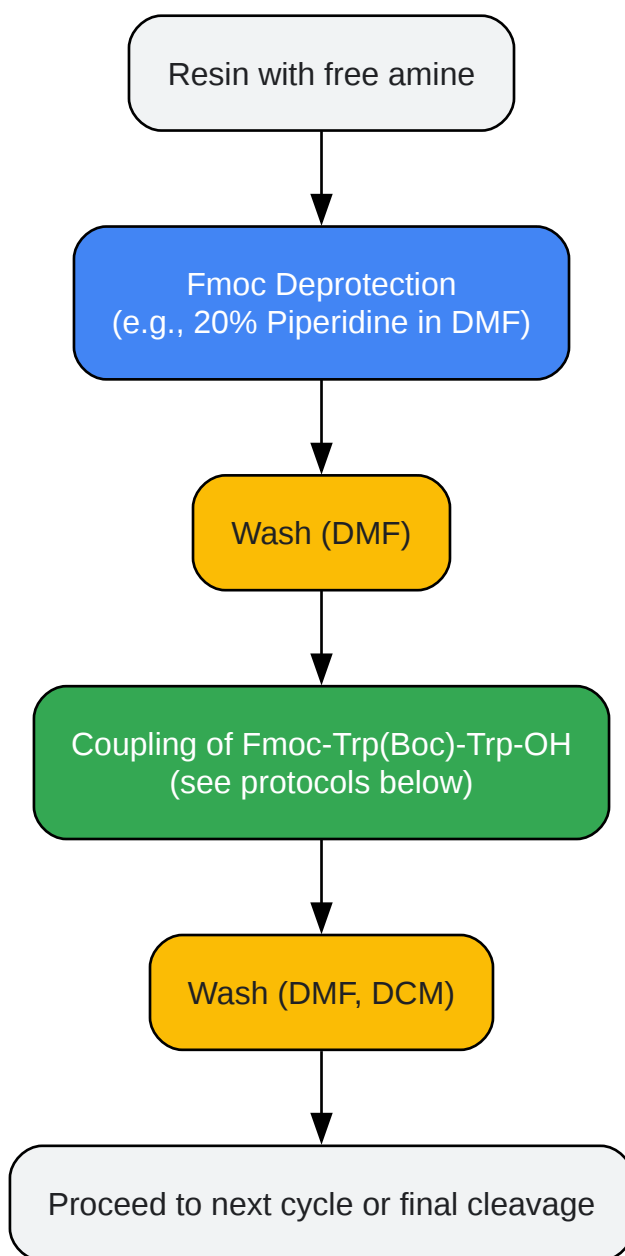 Resin with free amine
Fmoc Deprotection
(e.g., 20% Piperidine in DMF)
Wash (DMF)
Coupling of Fmoc-Trp(Boc)-Trp-OH
(see protocols below)
Wash (DMF, DCM)
Proceed to next cycle or final cleavage